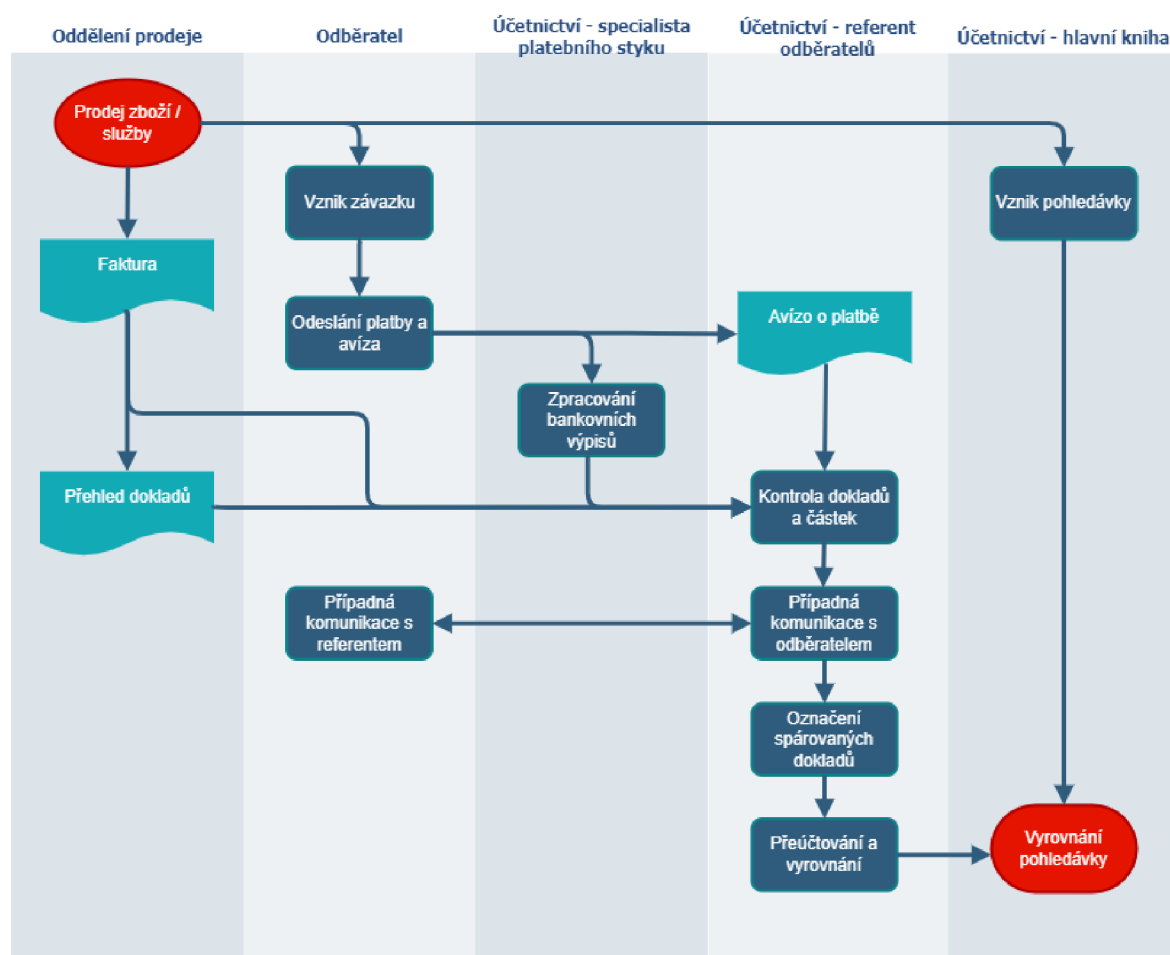 Oddělení prodeje
Odběratel
Účetnictví - specialista
platebního styku
Účetnictví - referent
odběratelů
Účetnictví - hlavní kniha
Prodej zboží /
služby
Vznik závazku
Vznik pohledávky
Faktura
Odeslání platby a
avíza
Avízo o platbě
Zpracování
bankovních
výpisů
Přehled dokladů
Kontrola dokladů
a částek
Případná
komunikace s
referentem
Případná
komunikace s
odběratelem
Označení
spárovaných
dokladů
Přeúčtování a
vyrovnání
Vyrovnání
pohledávky